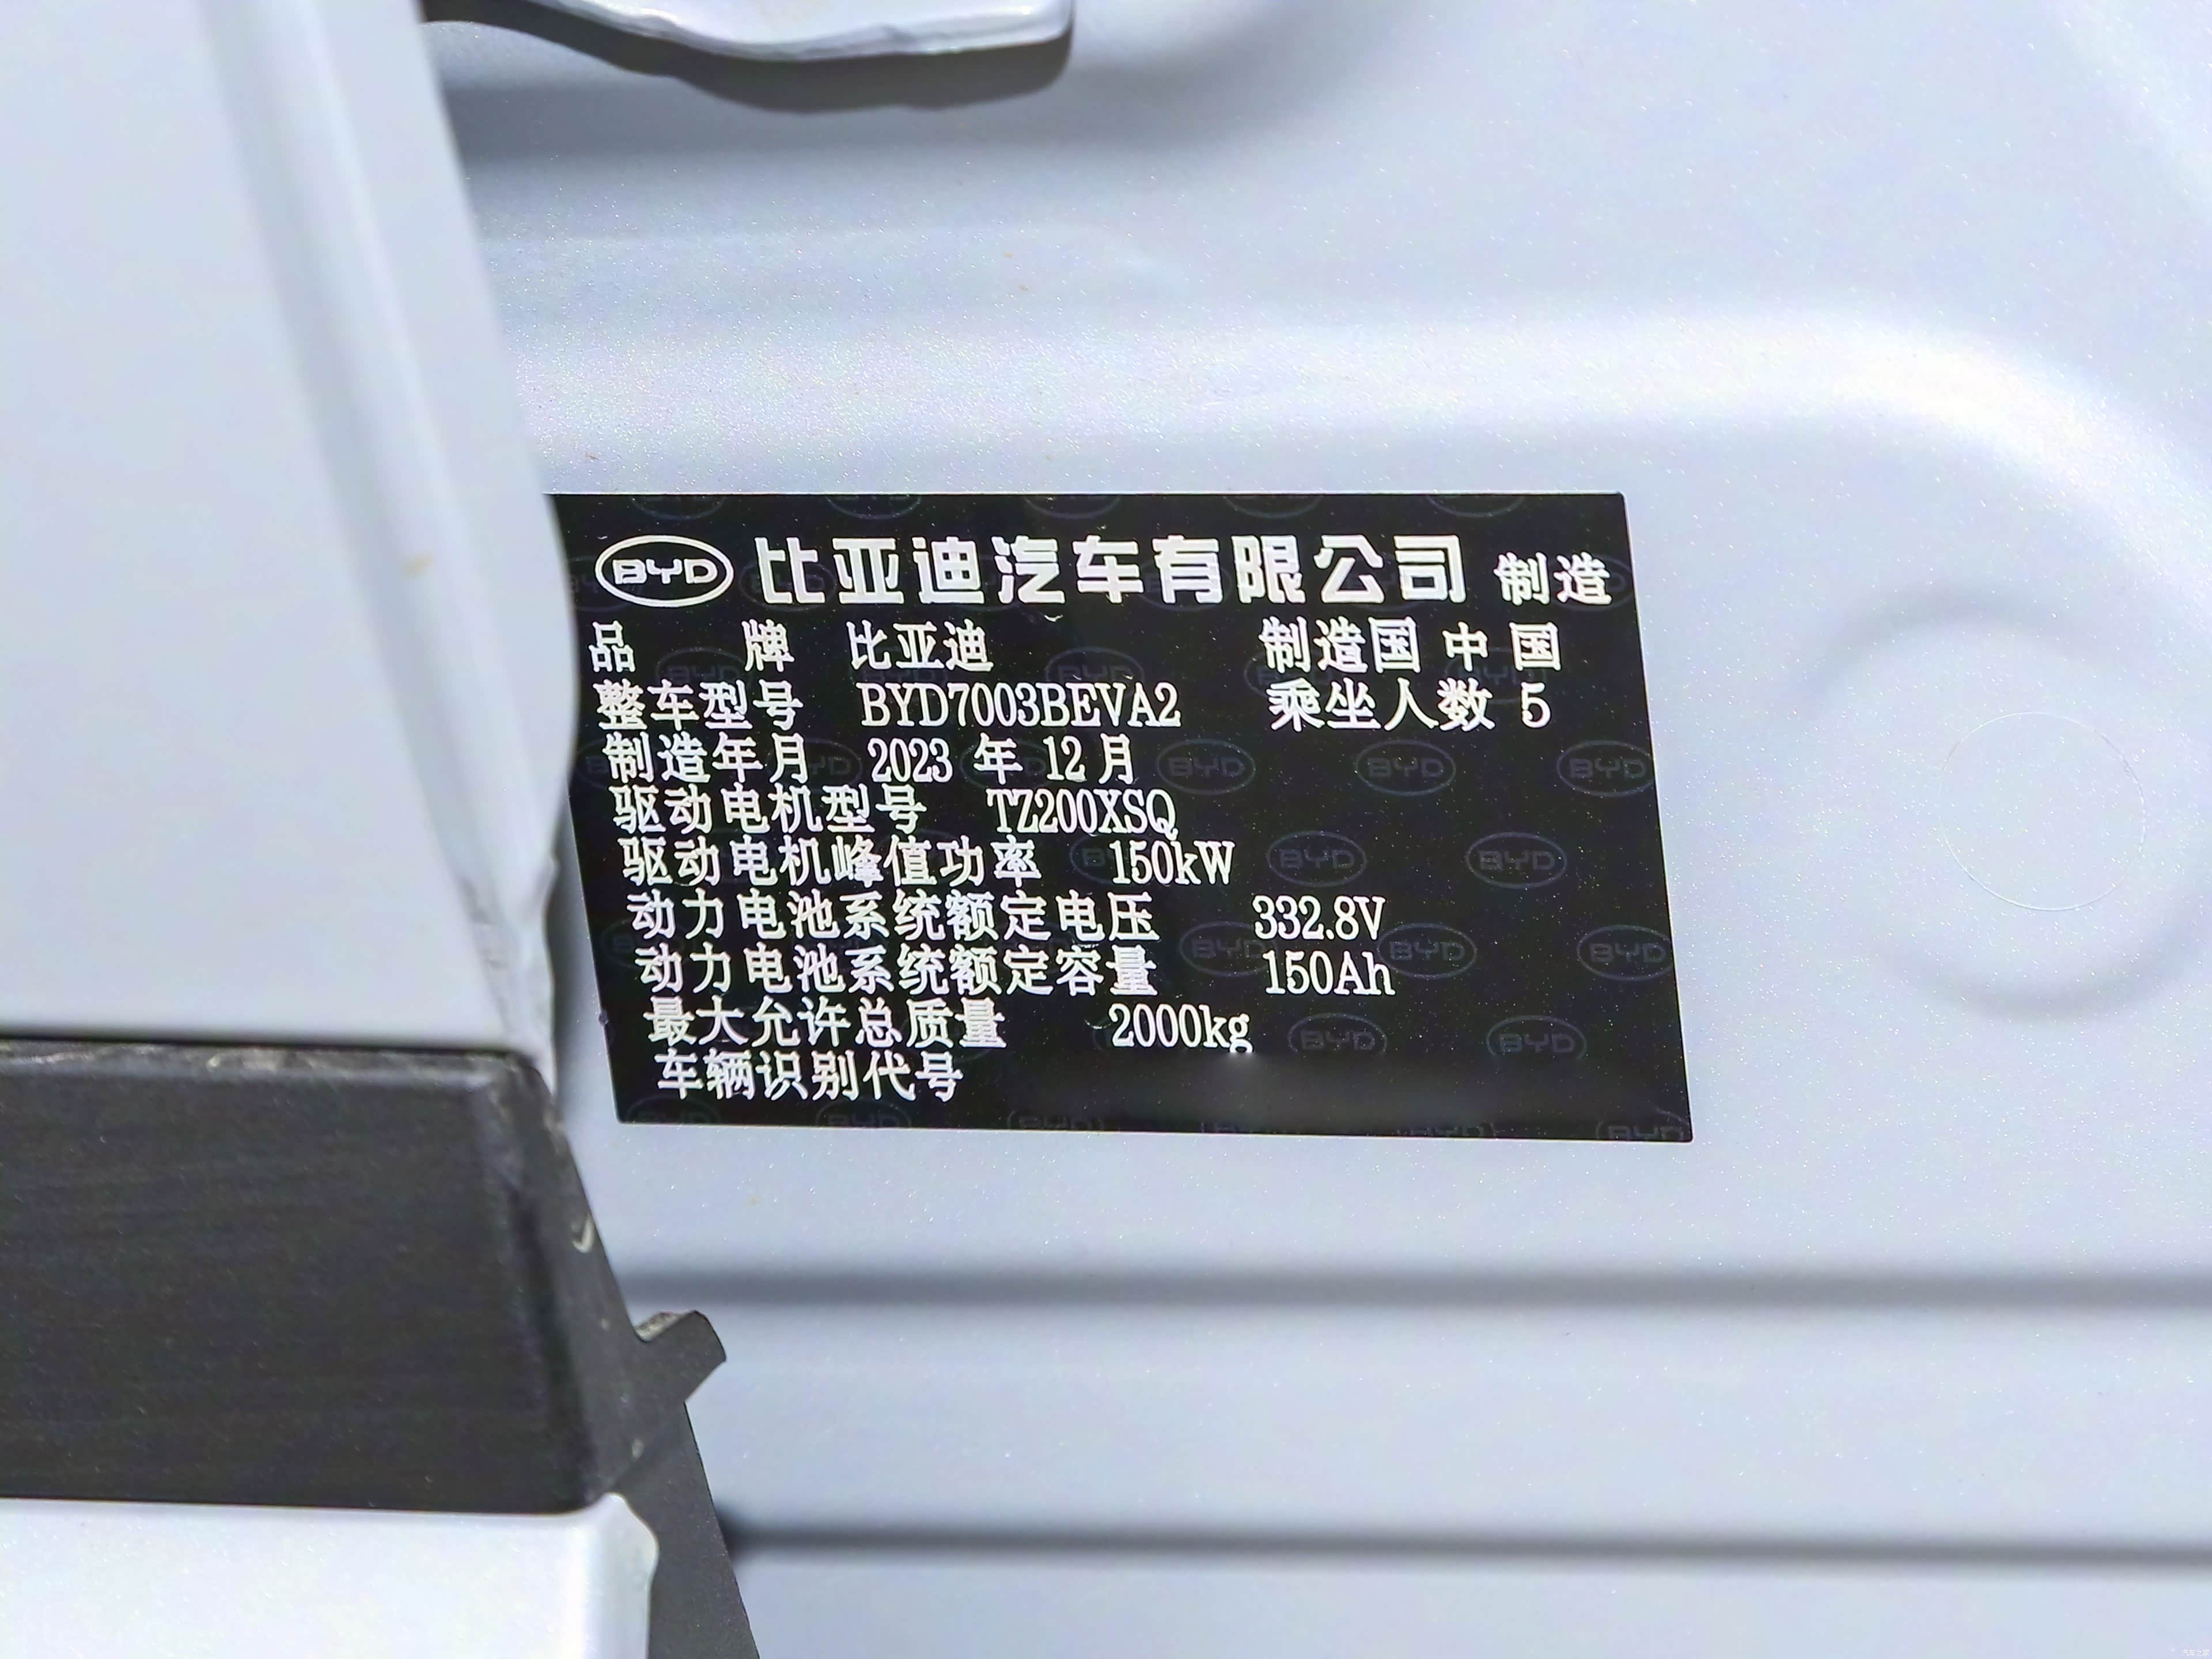 BYD 比亚迪汽车有限公司 制造
品 牌 比亚迪 制造国 中国
整车型号 BYD7003BEVA2 乘坐人数 5
制造年月 2023 年 12 月
驱动电机型号 TZ200XSQ
驱动电机峰值功率 150kW
动力电池系统额定电压 332.8V
动力电池系统额定容量 150Ah
最大允许总质量 2000kg
车辆识别代号
汽车之家